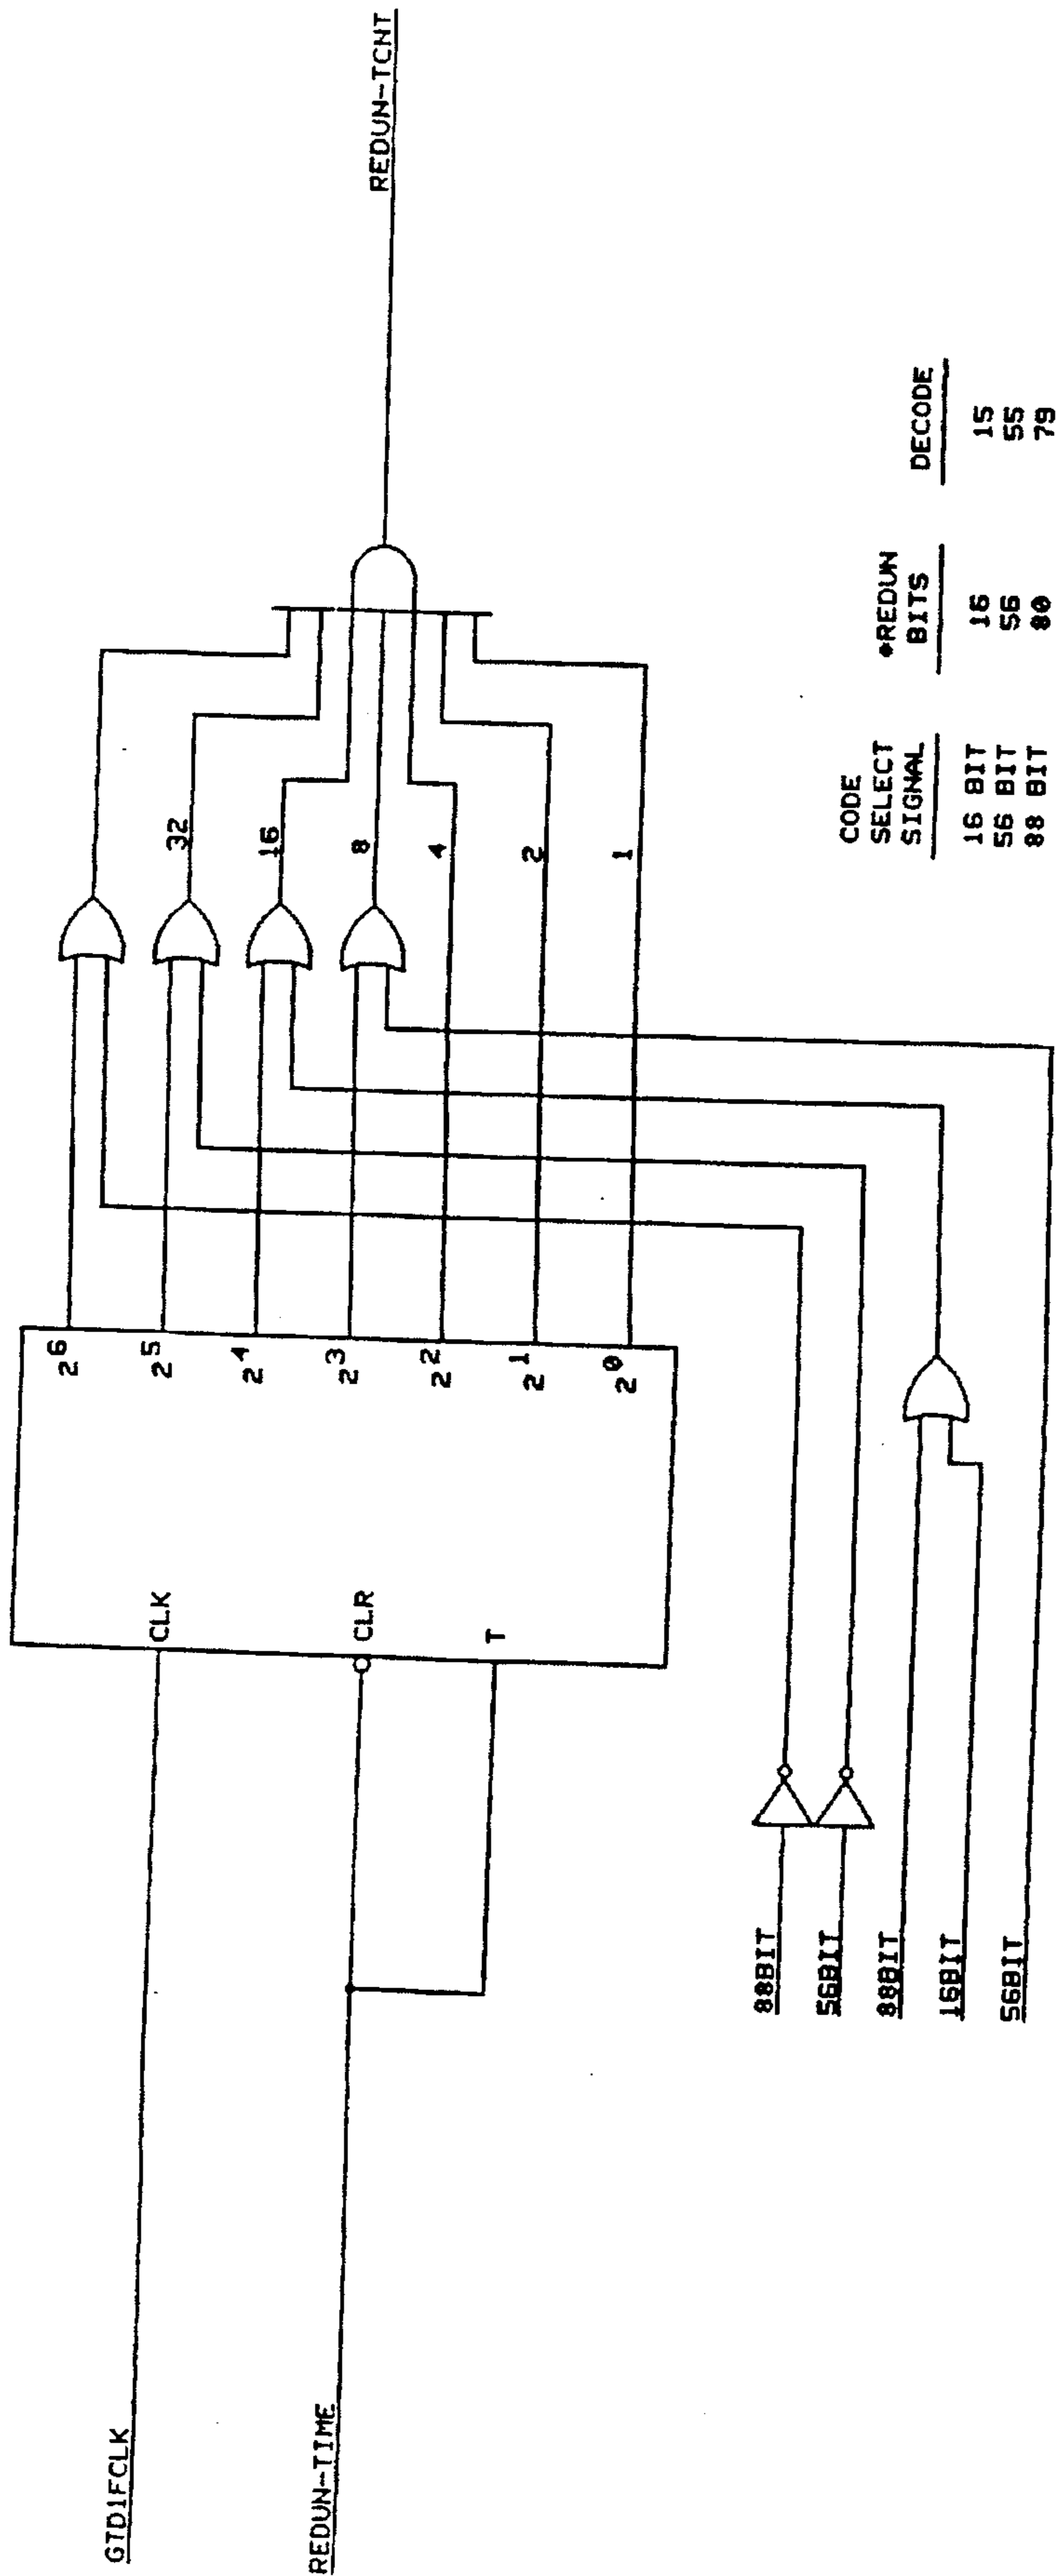 GTD1FCLK
REDUN-TIME
CLK
CLR
T
2 6
2 5
2 4
2 3
2 2
2 1
2 0
32
16
8
4
2
1
REDUN-TCNT
88BIT
56BIT
88BIT
16BIT
56BIT
CODE SELECT SIGNAL
*REDUN BITS
DECODE
16 BIT 16 15
56 BIT 56 55
88 BIT 80 79